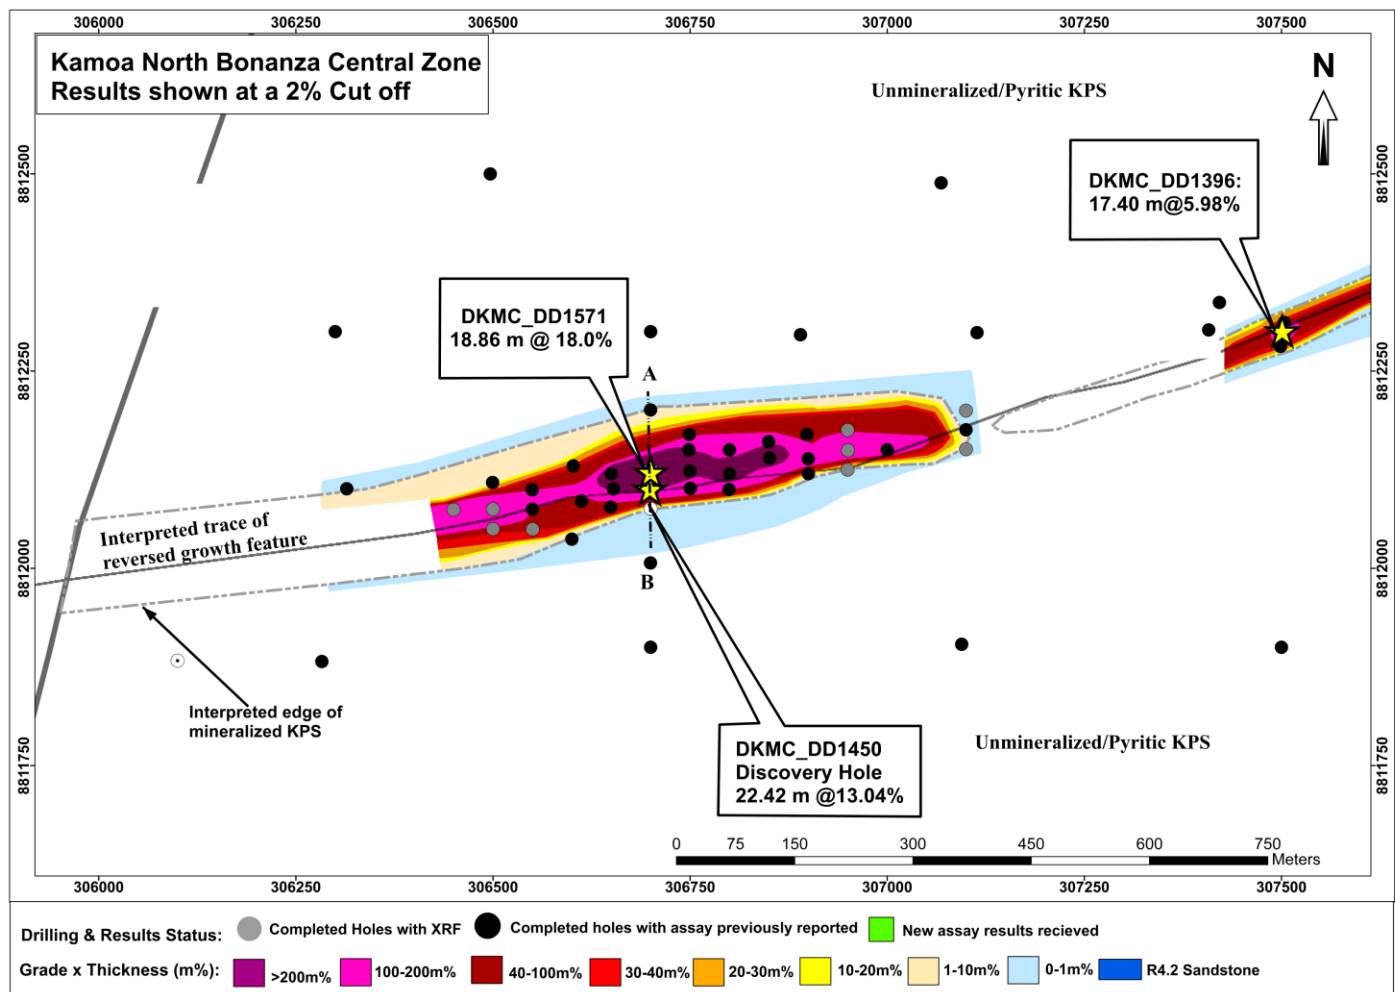 306000 306250 306500 306750 307000 307250 307500
Kamoa North Bonanza Central Zone
Results shown at a 2% Cut off
Unmineralized/Pyritic KPS
N
8812500
8812500
DKMC_DD1396:
17.40 m@5.98%
DKMC_DD1571
18.86 m @ 18.0%
8812250
8812250
A
Interpreted trace of
reversed growth feature
8812000
8812000
B
Interpreted edge of
mineralized KPS
DKMC_DD1450
Discovery Hole
22.42 m @13.04%
Unmineralized/Pyritic KPS
8811750
8811750
0 75 150 300 450 600 750
Meters
306000 306250 306500 306750 307000 307250 307500
Drilling & Results Status: Completed Holes with XRF Completed holes with assay previously reported New assay results recieved
Grade x Thickness (m%): >200m% 100-200m% 40-100m% 30-40m% 20-30m% 10-20m% 1-10m% 0-1m% R4.2 Sandstone